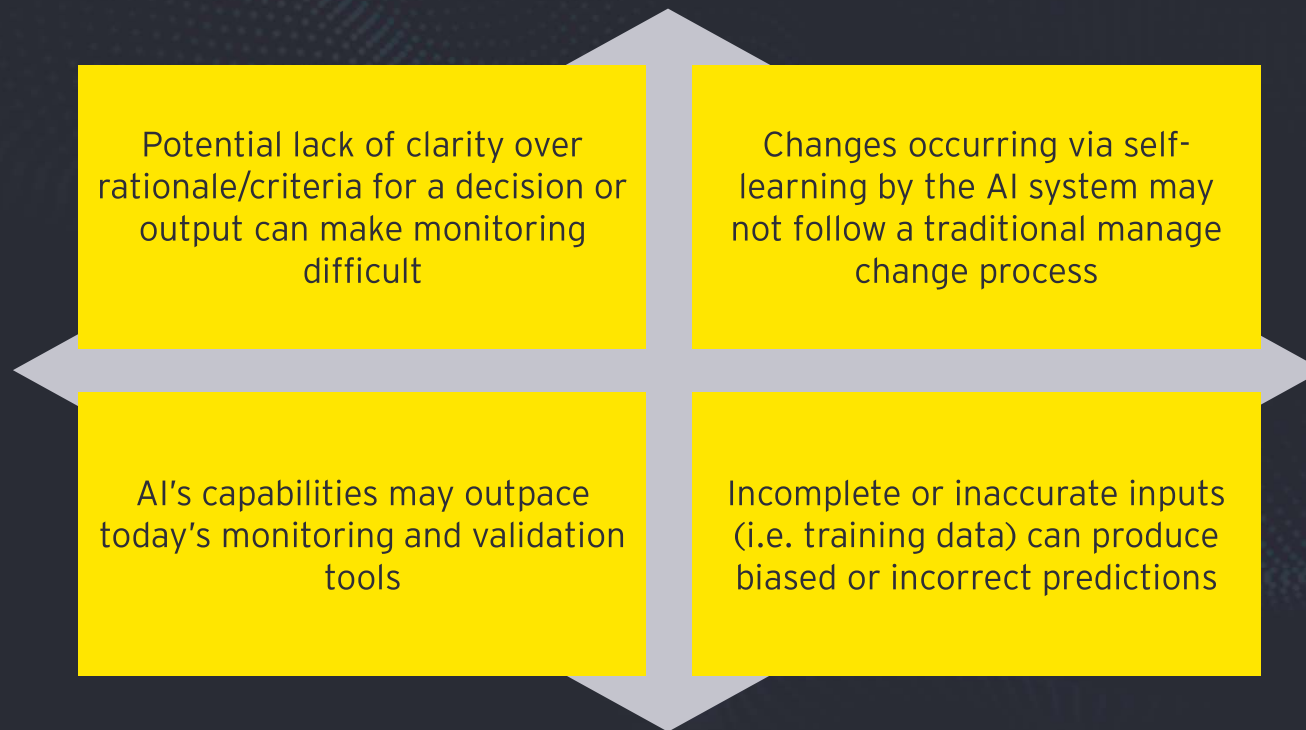 Potential lack of clarity over
rationale/criteria for a decision or
output can make monitoring
difficult
Changes occurring via self-
learning by the AI system may
not follow a traditional manage
change process
AI’s capabilities may outpace
today’s monitoring and validation
tools
Incomplete or inaccurate inputs
(i.e. training data) can produce
biased or incorrect predictions